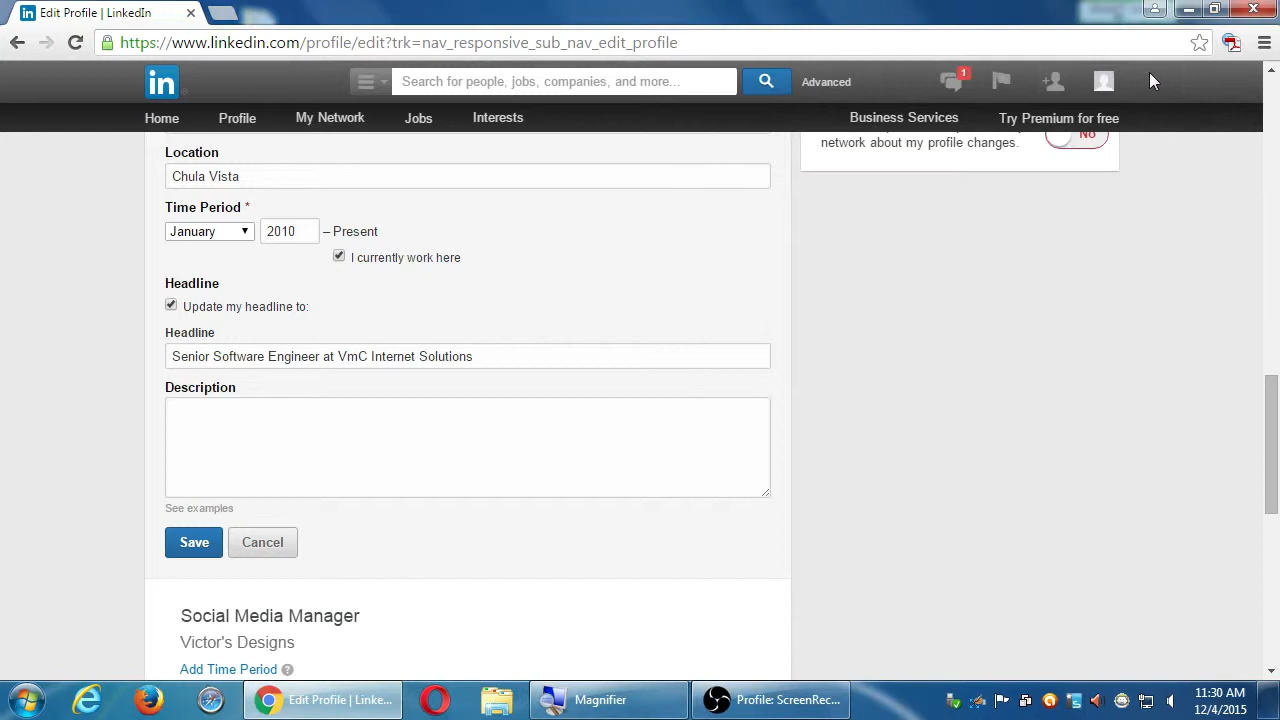 Edit Profile | LinkedIn
https://www.linkedin.com/profile/edit?trk=nav_responsive_sub_nav_edit_profile
in
Search for people, jobs, companies, and more...
Advanced
1
Home
Profile
My Network
Jobs
Interests
Business Services
Try Premium for free
network about my profile changes.
No
Location
Chula Vista
Time Period *
January
2010
– Present
I currently work here
Headline
Update my headline to:
Headline
Senior Software Engineer at VmC Internet Solutions
Description
See examples
Save
Cancel
Social Media Manager
Victor's Designs
Add Time Period ?
Edit Profile | Linke...
Magnifier
Profile: ScreenRec...
11:30 AM
12/4/2015